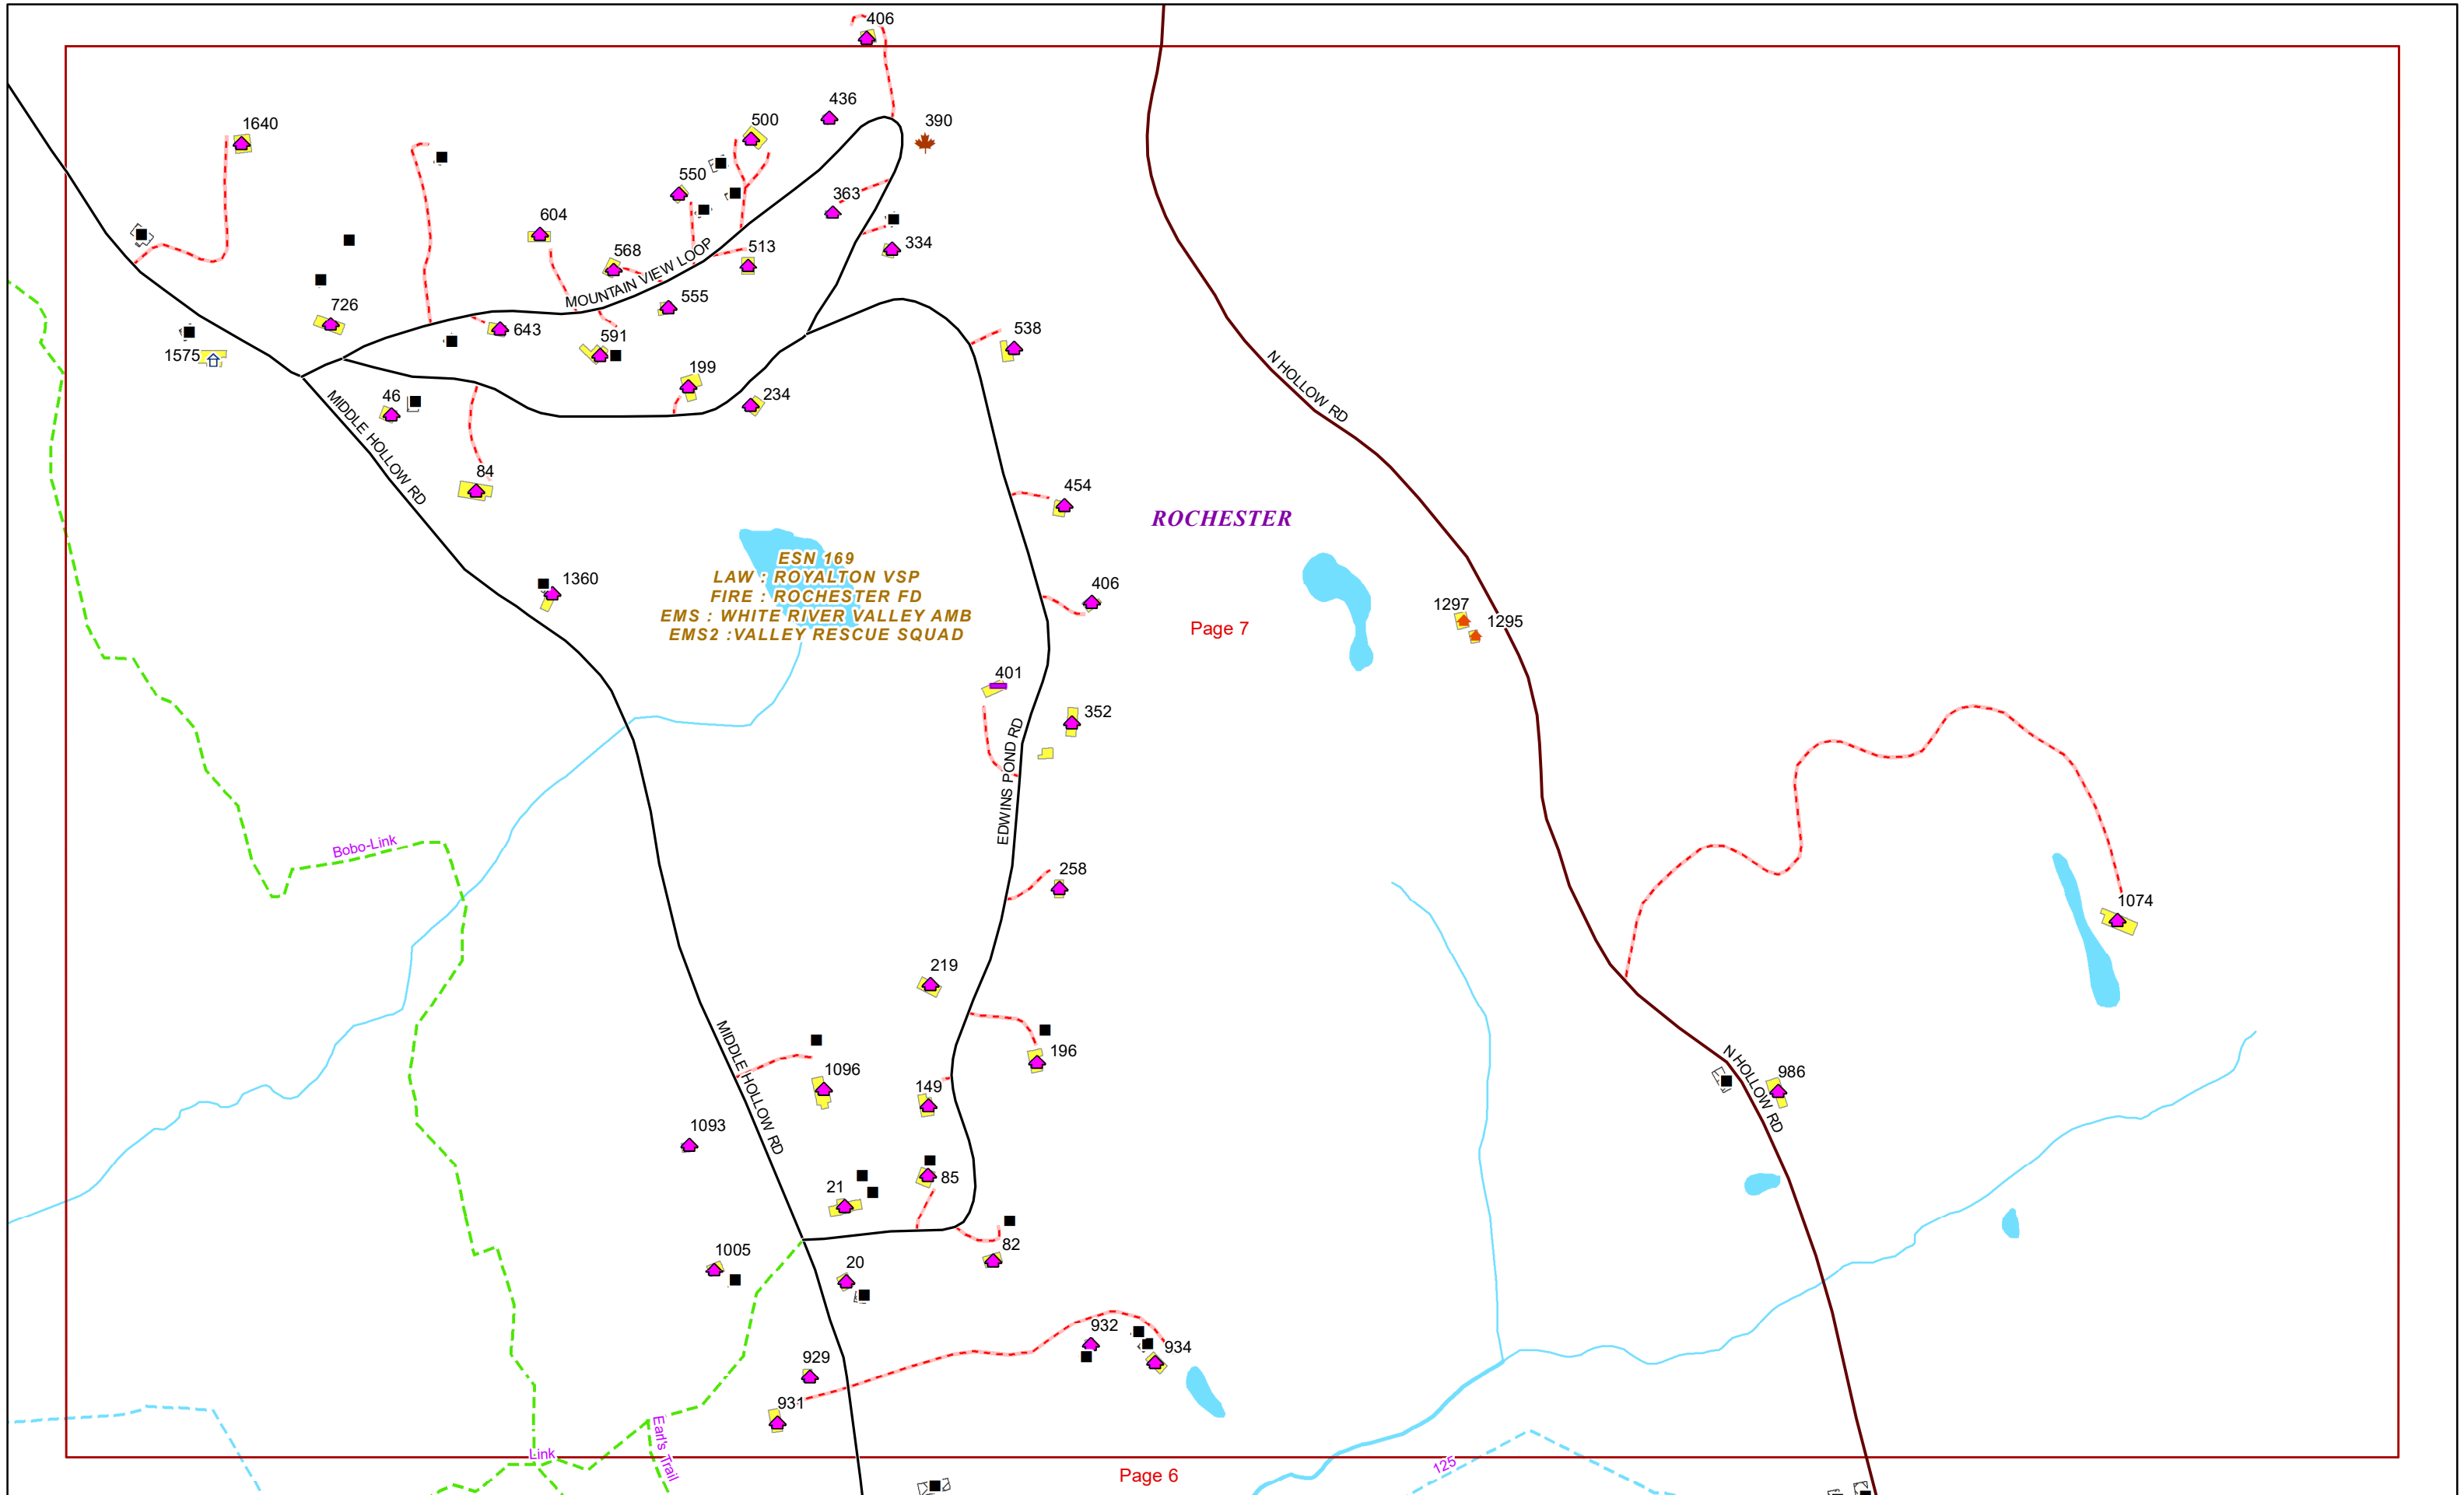 406
436
390
1640
500
550
363
604
334
568
513
MOUNTAIN VIEW LOOP
555
726
643
591
538
1575
N HOLLOW RD
199
46
234
MIDDLE HOLLOW RD
84
454
ROCHESTER
ESN 169
LAW : ROYALTON VSP
FIRE : ROCHESTER FD
EMS : WHITE RIVER VALLEY AMB
EMS2 :VALLEY RESCUE SQUAD
1360
406
1297
1295
Page 7
401
352
EDWINS POND RD
Bobo-Link
258
1074
219
196
1096
149
986
N HOLLOW RD
MIDDLE HOLLOW RD
1093
85
21
82
1005
20
932
934
929
931
Earl's Trail
Link
125
Page 6